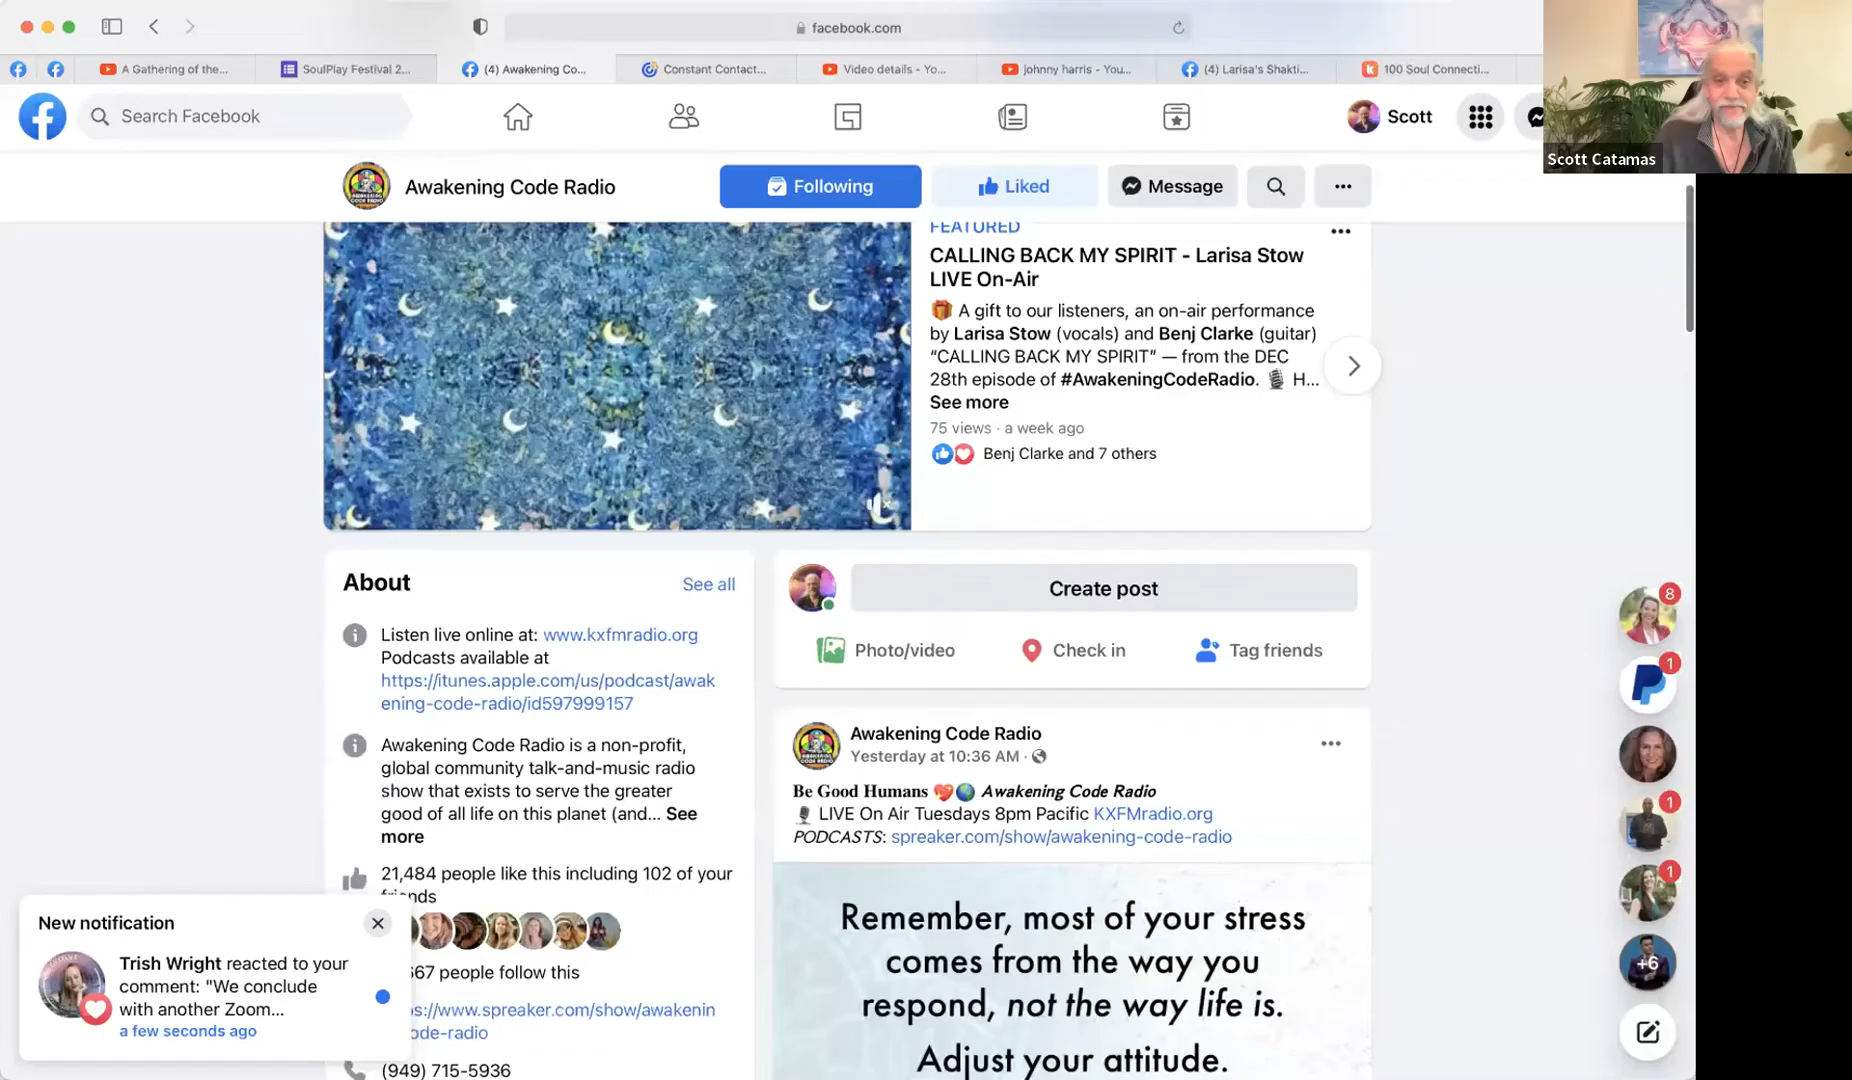 facebook.com
A Gathering of the...
SoulPlay Festival 2...
(4) Awakening Co...
Constant Contact...
Video details - Yo...
johnny harris - You...
(4) Larisa's Shakti...
100 Soul Connecti...
Search Facebook
Scott
Scott Catamas
Awakening Code Radio
Following
Liked
Message
FEATURED
CALLING BACK MY SPIRIT - Larisa Stow
LIVE On-Air
A gift to our listeners, an on-air performance
by Larisa Stow (vocals) and Benj Clarke (guitar)
“CALLING BACK MY SPIRIT” — from the DEC
28th episode of #AwakeningCodeRadio. H...
See more
75 views · a week ago
Benj Clarke and 7 others
About
See all
Listen live online at: www.kxfmradio.org
Podcasts available at
https://itunes.apple.com/us/podcast/awak
ening-code-radio/id597999157
Awakening Code Radio is a non-profit,
global community talk-and-music radio
show that exists to serve the greater
good of all life on this planet (and... See
more
21,484 people like this including 102 of your
friends
567 people follow this
s://www.spreaker.com/show/awakenin
ode-radio
(949) 715-5936
New notification
Trish Wright reacted to your
comment: "We conclude
with another Zoom...
a few seconds ago
Create post
Photo/video
Check in
Tag friends
Awakening Code Radio
Yesterday at 10:36 AM ·
Be Good Humans Awakening Code Radio
LIVE On Air Tuesdays 8pm Pacific KXFMradio.org
PODCASTS: spreaker.com/show/awakening-code-radio
Remember, most of your stress
comes from the way you
respond, not the way life is.
Adjust your attitude.
8
1
1
1
+6